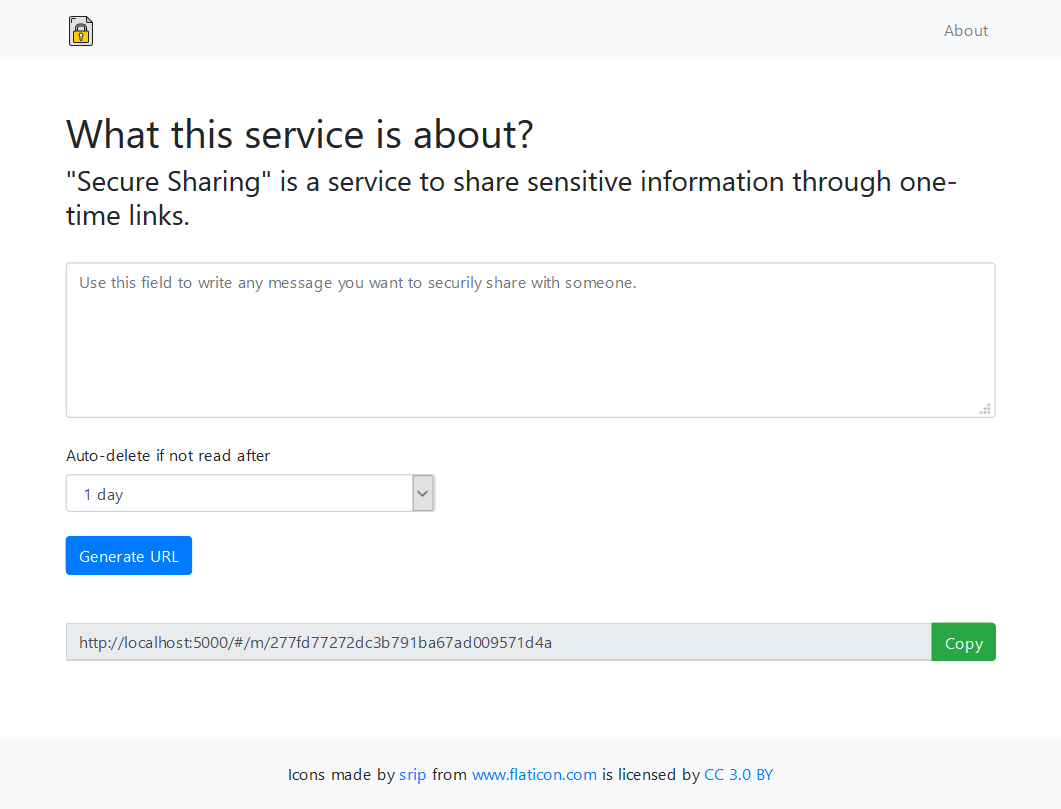 About
What this service is about?
"Secure Sharing" is a service to share sensitive information through one-
time links.
Use this field to write any message you want to securily share with someone.
Auto-delete if not read after
1 day
Generate URL
http://localhost:5000/#/m/277fd77272dc3b791ba67ad009571d4a
Copy
Icons made by srip from www.flaticon.com is licensed by CC 3.0 BY